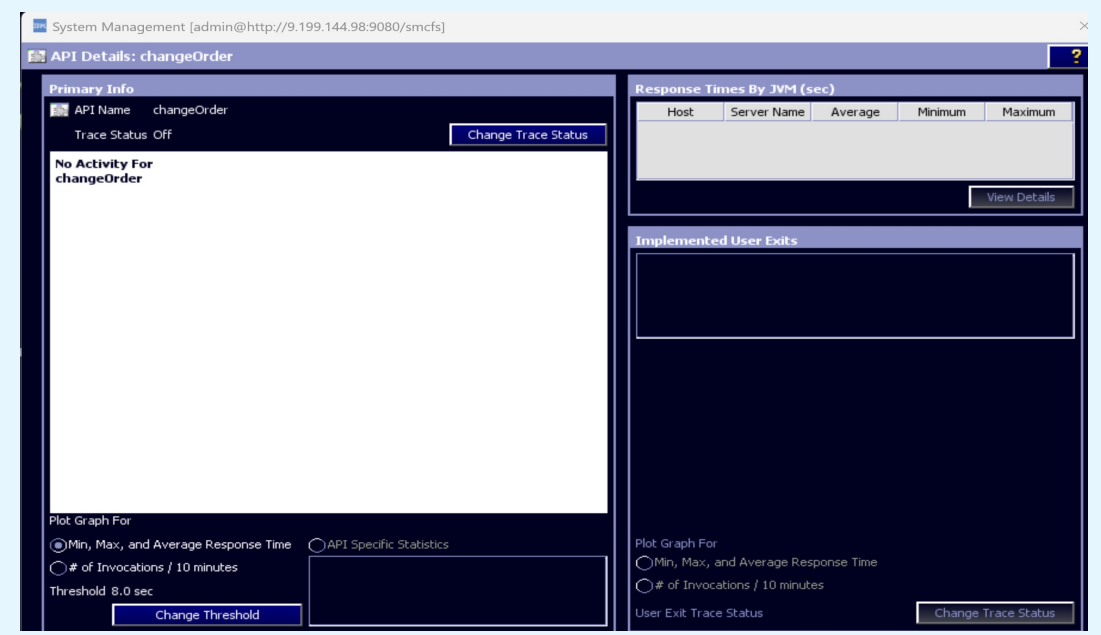 System Management [admin@http://9.199.144.98:9080/smcfs]
API Details: changeOrder
?
Primary Info
API Name changeOrder
Trace Status Off
Change Trace Status
No Activity For
changeOrder
Plot Graph For
Min, Max, and Average Response Time
API Specific Statistics
# of Invocations / 10 minutes
Threshold 8.0 sec
Change Threshold
Response Times By JVM (sec)
Host Server Name Average Minimum Maximum
View Details
Implemented User Exits
Plot Graph For
Min, Max, and Average Response Time
# of Invocations / 10 minutes
User Exit Trace Status
Change Trace Status